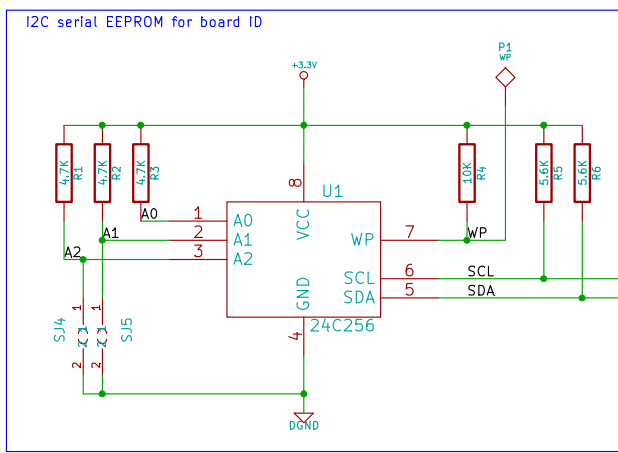 I2C serial EEPROM for board ID
P1
WP
+3.3V
4.7K
R1
4.7K
R2
4.7K
R3
10K
R4
5.6K
R5
5.6K
R6
U1
8
VCC
A0
1
A0
A1
2
A1
A2
3
A2
WP
7
WP
SCL
6
SCL
SDA
5
SDA
GND
4
24C256
SJ4
1
2
SJ5
1
2
DGND